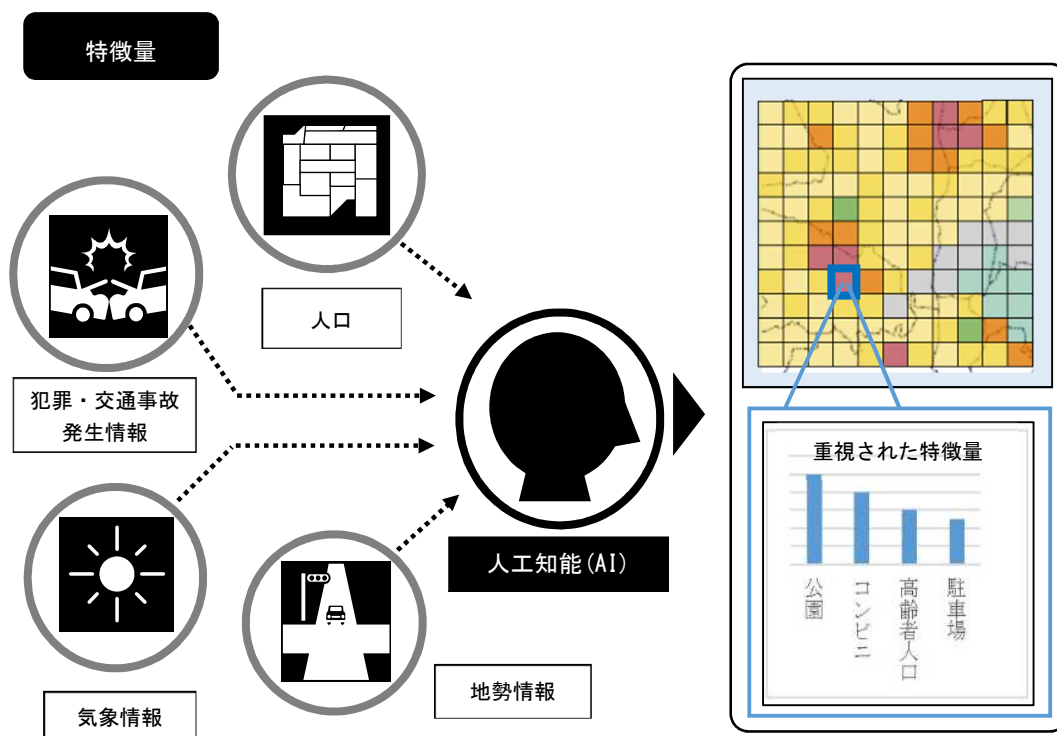 特徴量
人口
犯罪・交通事故
発生情報
気象情報
地勢情報
人工知能(AI)
重視された特徴量
公園
コンビニ
高齢者人口
駐車場